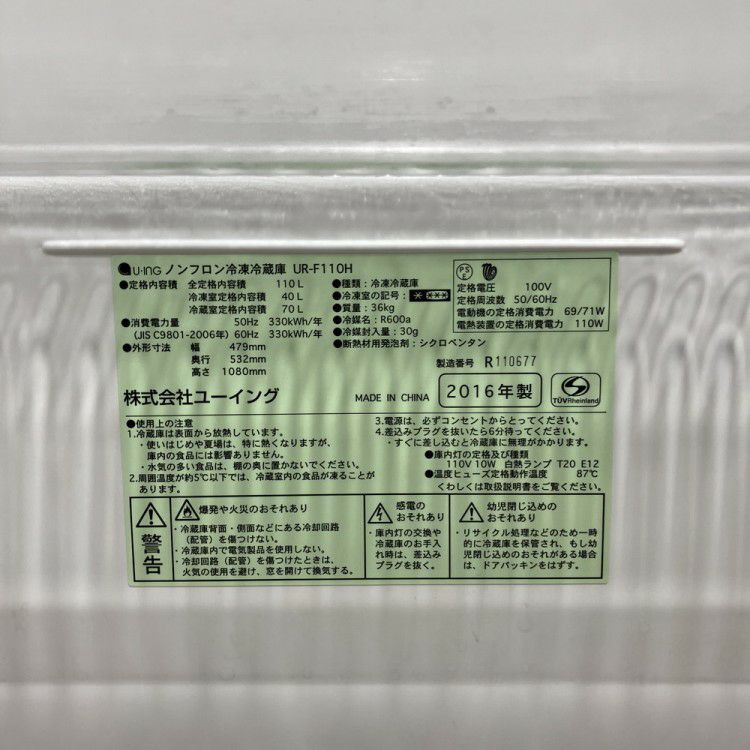 U-ING ノンフロン冷凍冷蔵庫 UR-F110H
●定格内容積 全定格内容積 110L
冷凍室定格内容積 40L
冷蔵室定格内容積 70L
●消費電力量 50Hz 330kWh/年
(JIS C9801-2006年) 60Hz 330kWh/年
●外形寸法 幅 479mm
奥行 532mm
高さ 1080mm
●種類：冷凍冷蔵庫
●冷凍室の記号：
●質量：36kg
●冷媒名：R600a
●冷媒封入量：30g
●断熱材用発泡剤：シクロペンタン
PSE
定格電圧 100V
定格周波数 50/60Hz
電動機の定格消費電力 69/71W
電熱装置の定格消費電力 110W
製造番号 R110677
株式会社ユーイング
MADE IN CHINA
2016年製
TÜVRheinland
●使用上の注意
1.冷蔵庫は表面から放熱しています。
・使いはじめや夏場は、特に熱くなりますが、
庫内の食品には影響ありません。
・水気の多い食品は、棚の奥に置かないでください。
2.周囲温度が約5℃以下では、冷蔵室内の食品が凍ることが
あります。
3.電源は、必ずコンセントからとってください。
4.差込みプラグを抜いたら6分待ってください。
・すぐに差し込むと冷蔵庫に無理がかかります。
●庫内灯の定格及び種類
110V 10W 白熱ランプ T20 E12
●温度ヒューズ定格動作温度 87℃
くわしくは取扱説明書をご覧ください。
警告
爆発や火災のおそれあり
・冷蔵庫背面・側面などにある冷却回路
(配管）を傷つけない。
・冷蔵庫内で電気製品を使用しない。
・冷却回路（配管）を傷つけたときは、
火気の使用を避け、窓を開けて換気する。
感電の
おそれあり
・庫内灯の交換や
冷蔵庫のお手入
れ時は、差込み
プラグを抜く。
幼児閉じ込めの
おそれあり
・リサイクル処理などのため一時
的に冷蔵庫を保管され、もし幼
児閉じ込めのおそれがある場合
は、ドアパッキンをはずす。